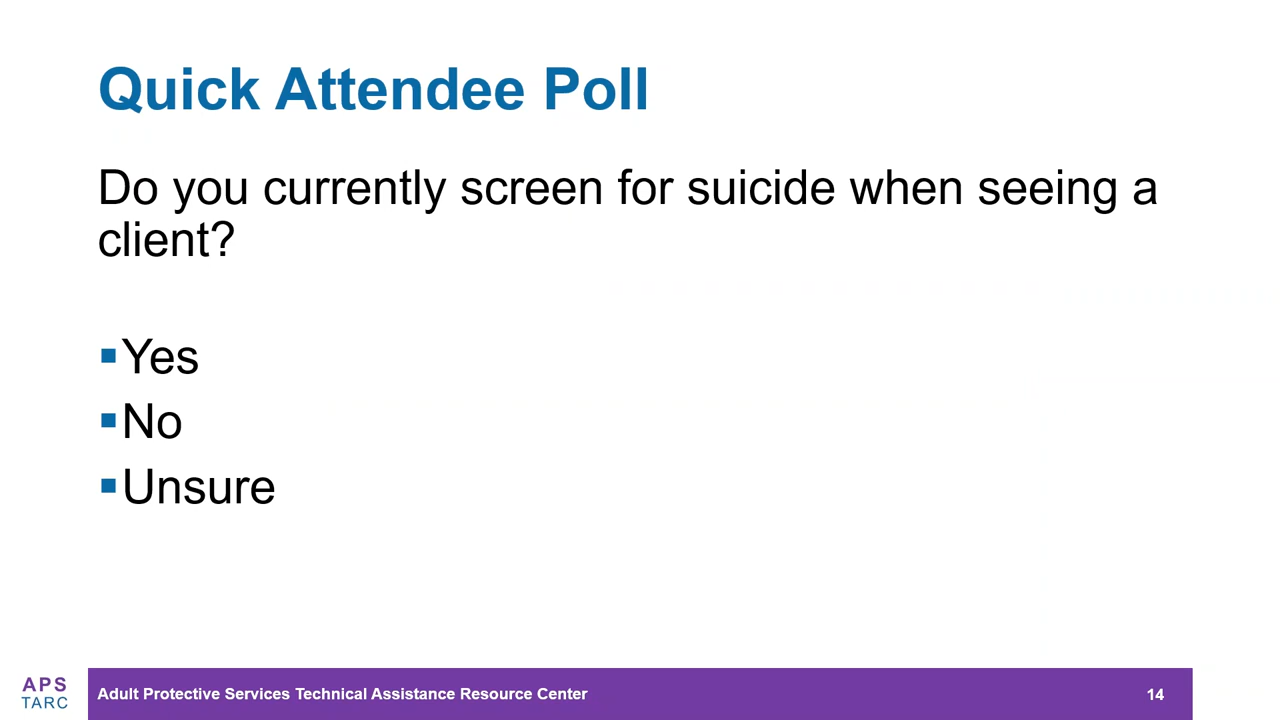 Quick Attendee Poll
Do you currently screen for suicide when seeing a
client?
▪Yes
▪No
▪Unsure
APS
TARC
Adult Protective Services Technical Assistance Resource Center
14